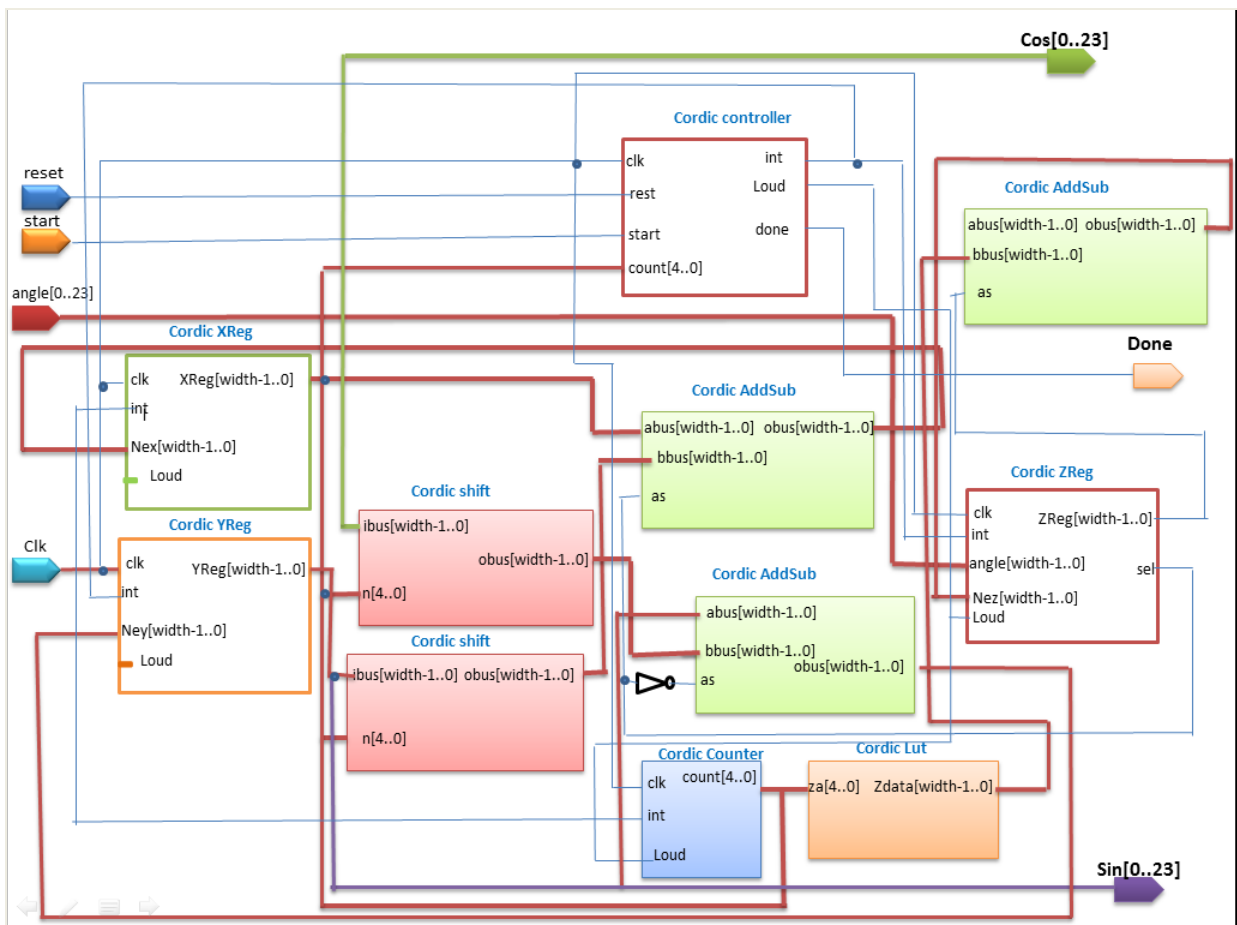 Cos[0..23]
Cordic controller
clk
int
rest
Loud
start
done
count[4..0]
reset
start
angle[0..23]
Cordic AddSub
abus[width-1..0]
obus[width-1..0]
bbus[width-1..0]
as
Done
Cordic XReg
clk
XReg[width-1..0]
int
Nex[width-1..0]
Loud
Cordic AddSub
abus[width-1..0]
obus[width-1..0]
bbus[width-1..0]
as
Cordic ZReg
clk
ZReg[width-1..0]
int
angle[width-1..0]
sel
Nez[width-1..0]
Loud
Cordic shift
ibus[width-1..0]
obus[width-1..0]
n[4..0]
Clk
Cordic YReg
clk
YReg[width-1..0]
int
Ney[width-1..0]
Loud
Cordic AddSub
abus[width-1..0]
bbus[width-1..0]
obus[width-1..0]
as
Cordic shift
ibus[width-1..0]
obus[width-1..0]
n[4..0]
Cordic Counter
clk
count[4..0]
int
Loud
Cordic Lut
za[4..0]
Zdata[width-1..0]
Sin[0..23]